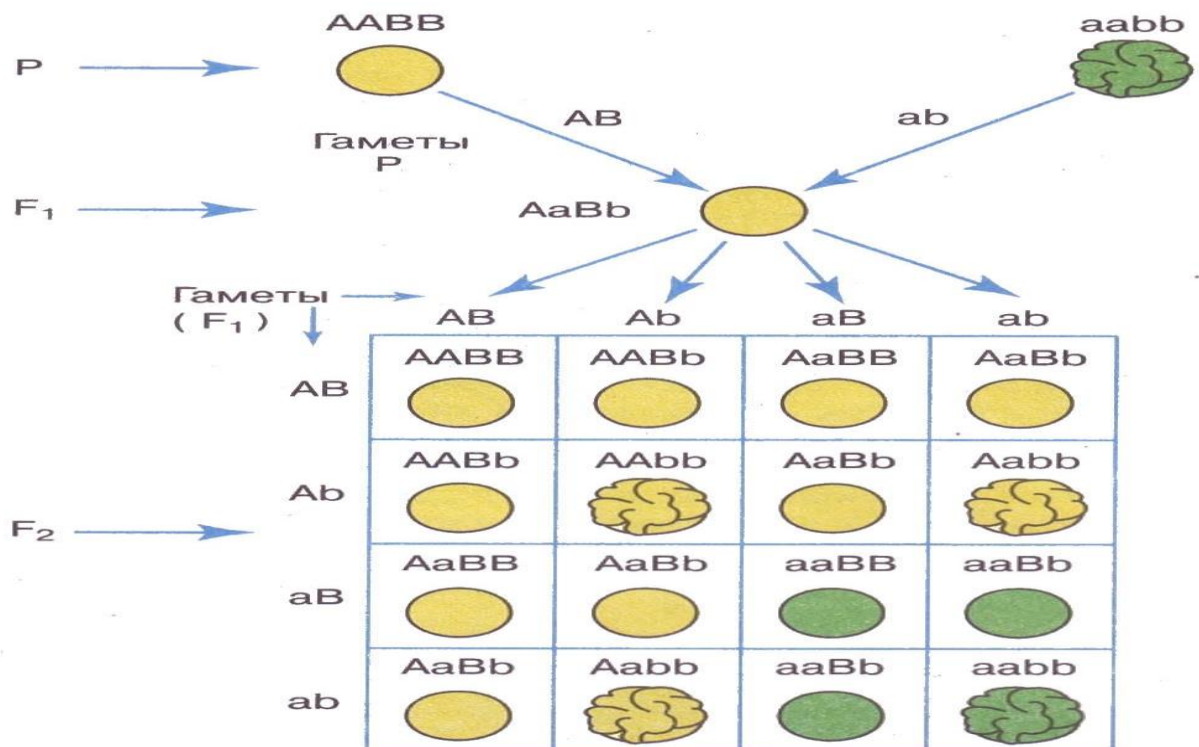 AABB
aabb
P
AB
ab
Гаметы
P
F₁
AaBb
Гаметы
( F₁ )
AB Ab aB ab
AB
AABB AABb AaBB AaBb
Ab
AABb AAbb AaBb Aabb
F₂
aB
AaBB AaBb aaBB aaBb
ab
AaBb Aabb aaBb aabb